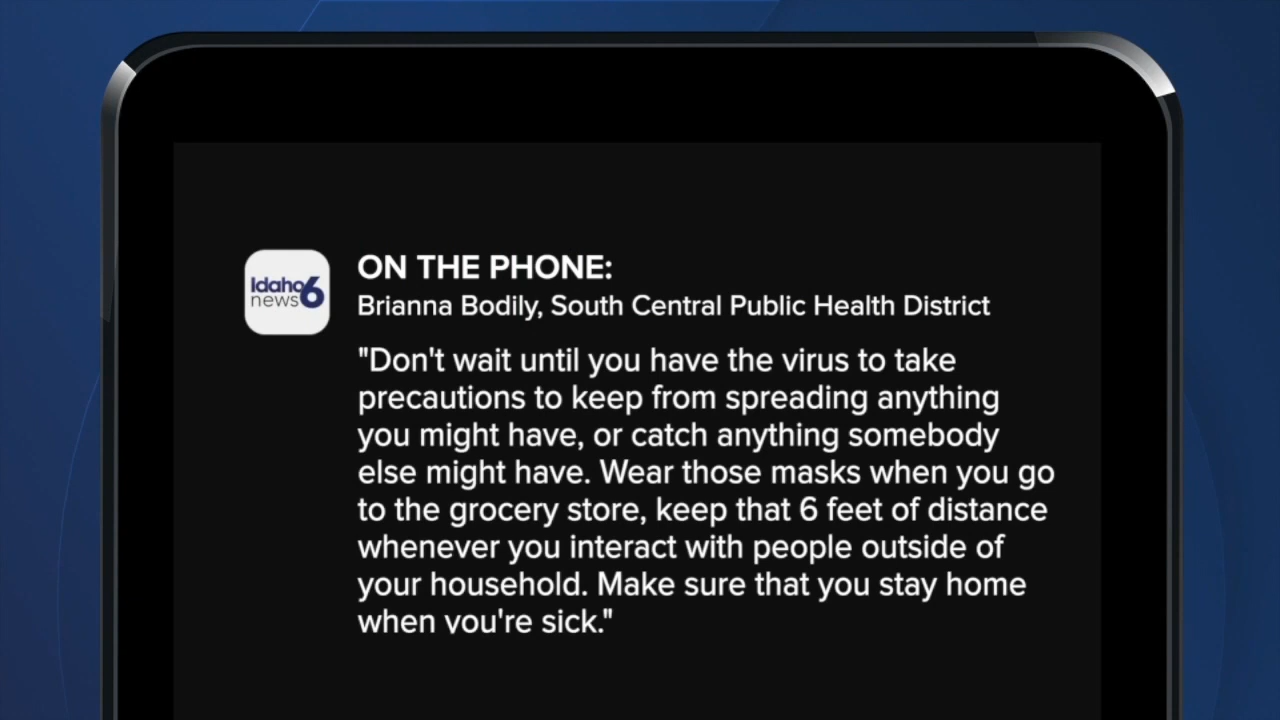 Idaho
news 6
ON THE PHONE:
Brianna Bodily, South Central Public Health District
"Don't wait until you have the virus to take
precautions to keep from spreading anything
you might have, or catch anything somebody
else might have. Wear those masks when you go
to the grocery store, keep that 6 feet of distance
whenever you interact with people outside of
your household. Make sure that you stay home
when you're sick."